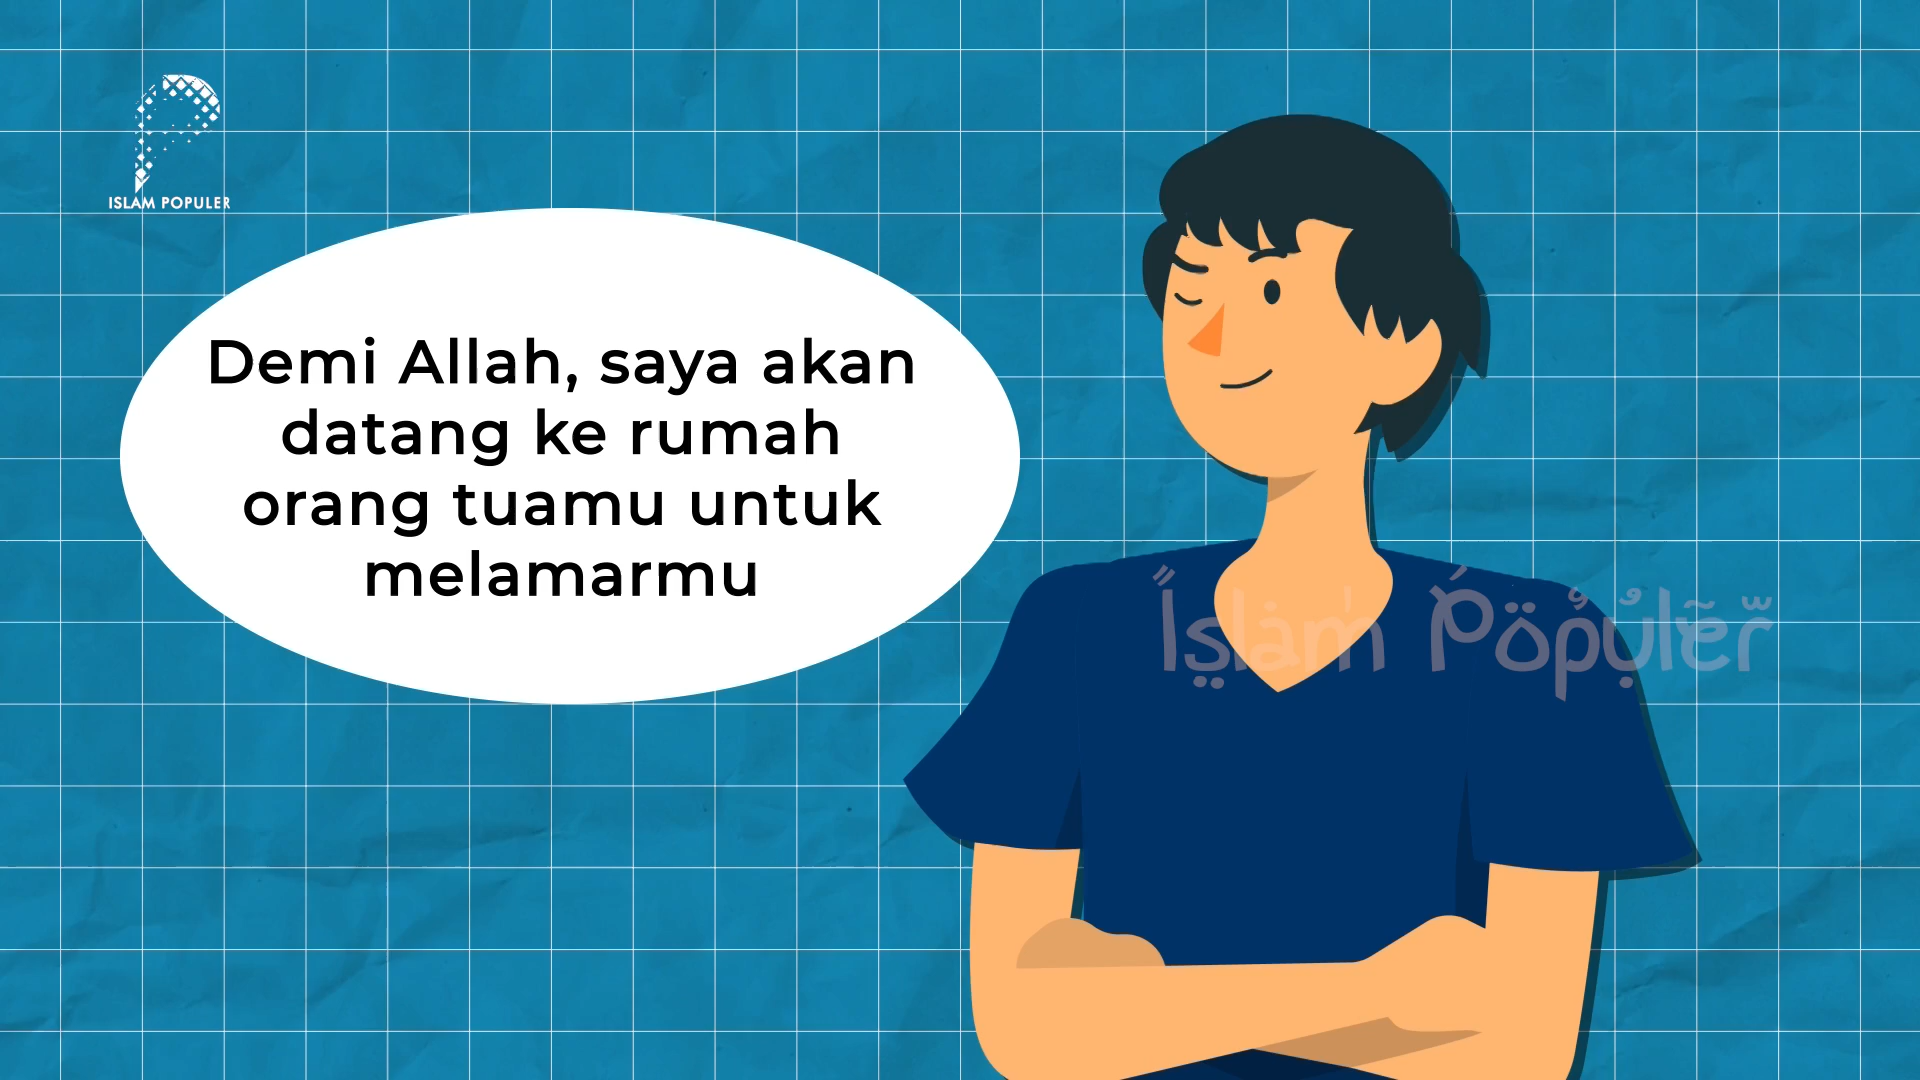 ISLAM POPULER
Demi Allah, saya akan
datang ke rumah
orang tuamu untuk
melamarmu
Islam Populer